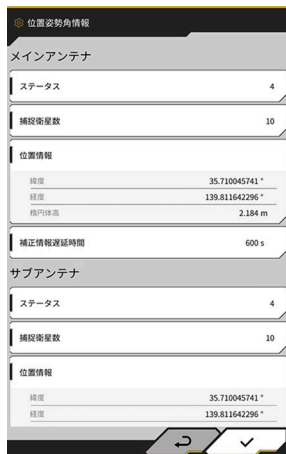 位置姿勢角情報
メインアンテナ
ステータス 4
捕捉衛星数 10
位置情報
緯度 35.710045741 °
経度 139.811642296 °
楕円体高 2.184 m
補正情報遅延時間 600 s
サブアンテナ
ステータス 4
捕捉衛星数 10
位置情報
緯度 35.710045741 °
経度 139.811642296 °